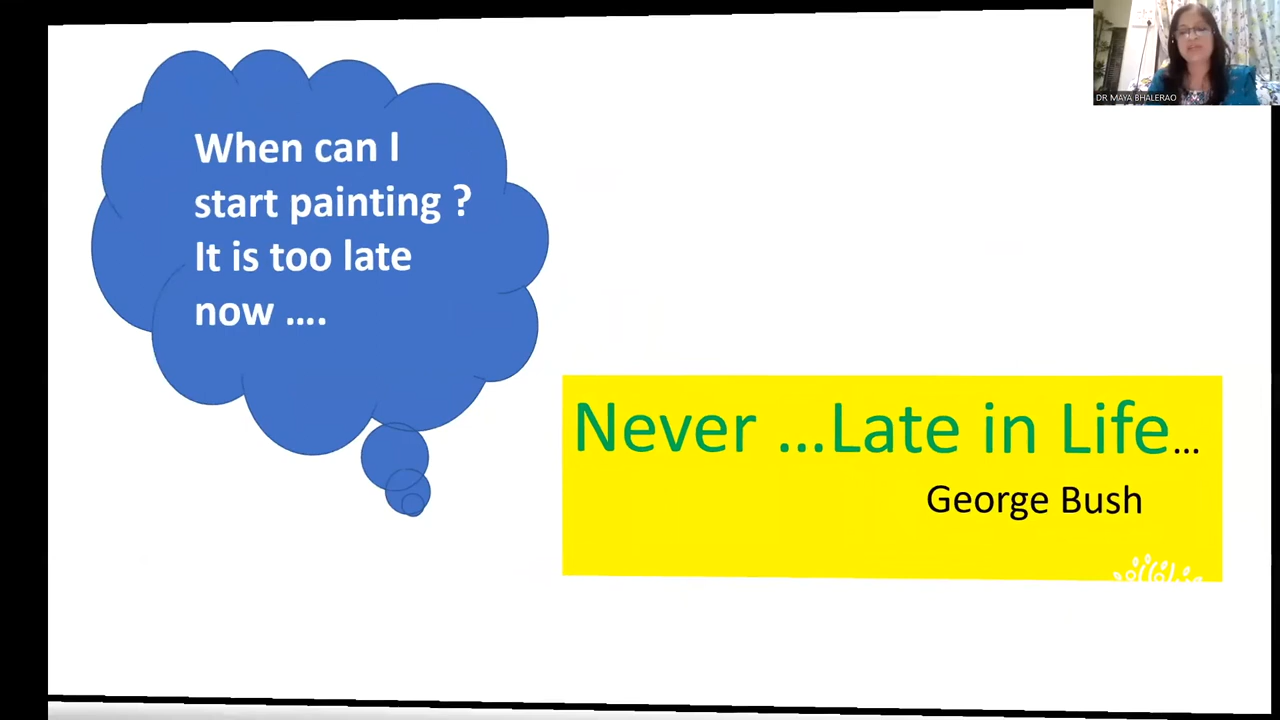 When can I
start painting ?
It is too late
now ....
Never ...Late in Life...
George Bush
DR MAYA BHALERAO